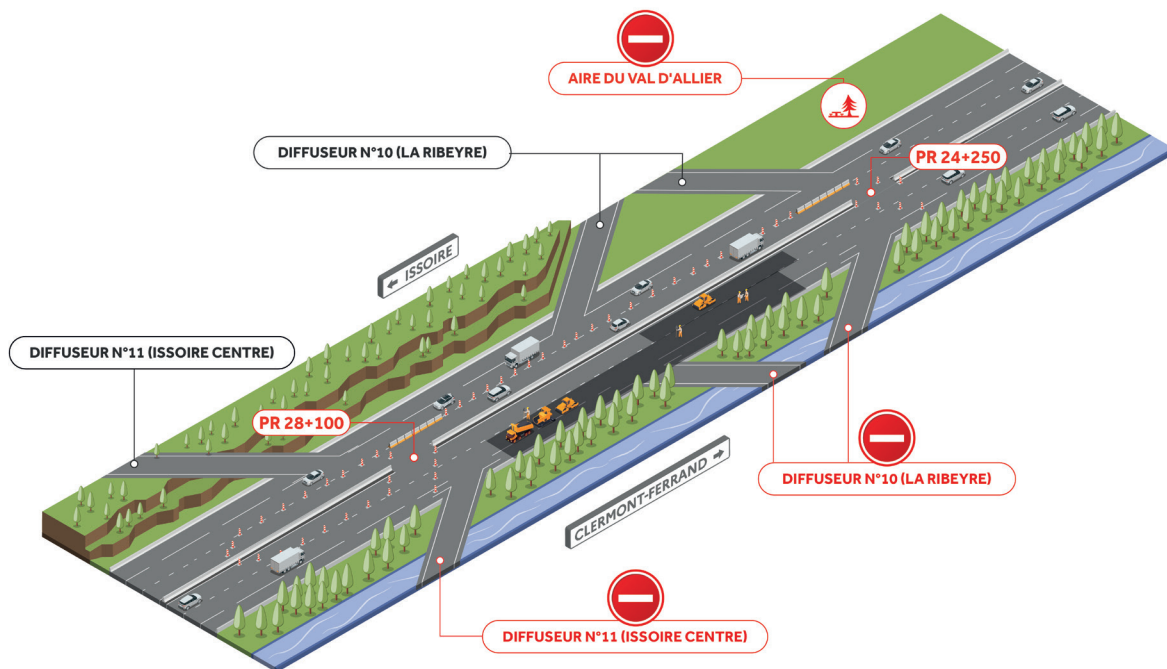 AIRE DU VAL D'ALLIER
DIFFUSEUR N°10 (LA RIBEYRE)
PR 24+250
← ISSOIRE
DIFFUSEUR N°11 (ISSOIRE CENTRE)
PR 28+100
CLERMONT-FERRAND →
DIFFUSEUR N°10 (LA RIBEYRE)
DIFFUSEUR N°11 (ISSOIRE CENTRE)